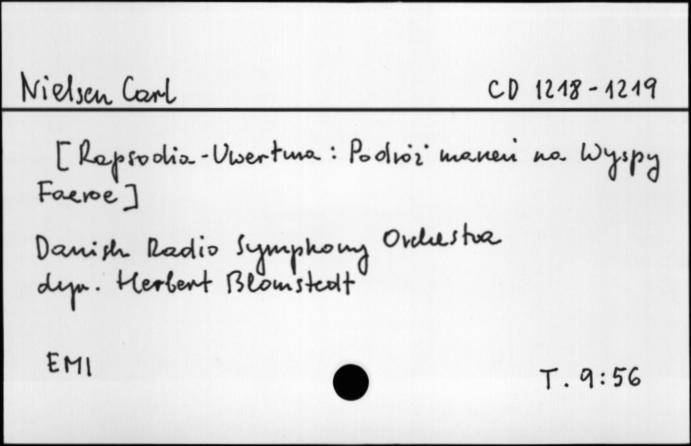 Nielsen Carl
CD 1218-1219
[Rapsodia-Uwertura: Podróż marzeń na Wyspy
Faeroe]
Danish Radio Symphony Orchestra
dyr. Herbert Blomstedt
EMI
T. 9:56